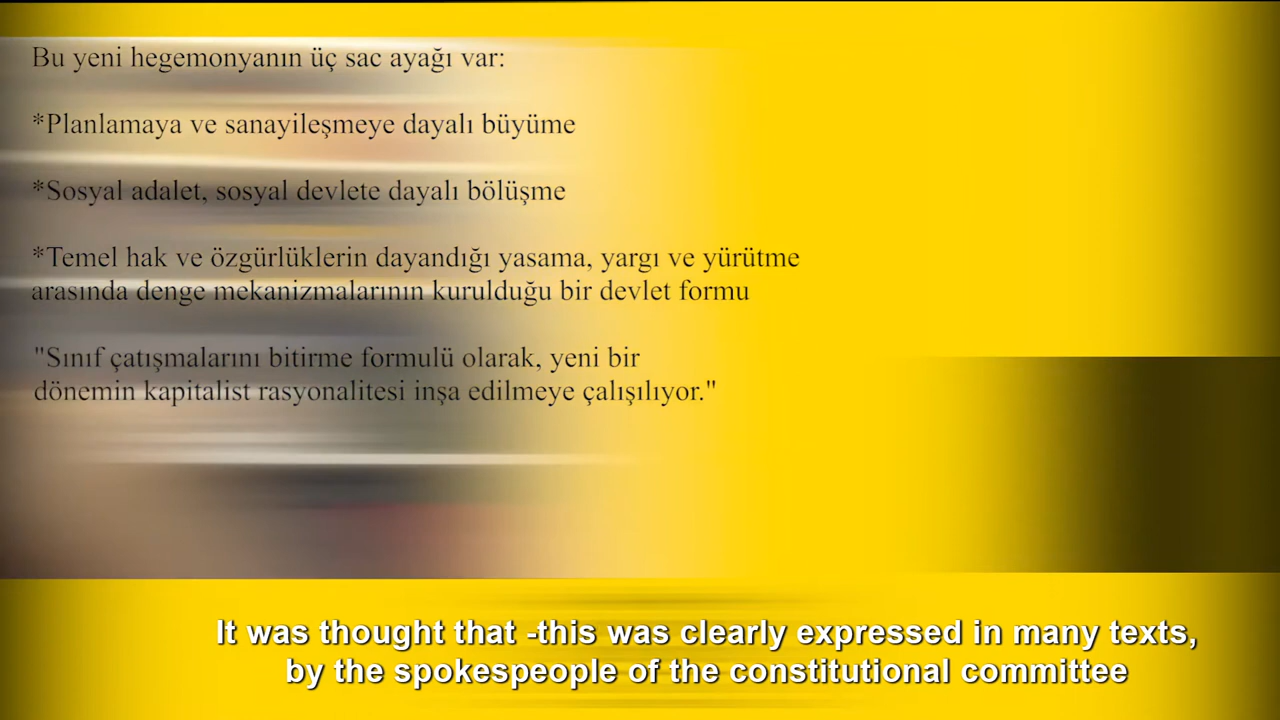 Bu yeni hegemonyanın üç sac ayağı var:
*Planlamaya ve sanayileşmeye dayalı büyüme
*Sosyal adalet, sosyal devlete dayalı bölüşme
*Temel hak ve özgürlüklerin dayandığı yasama, yargı ve yürütme
arasında denge mekanizmalarının kurulduğu bir devlet formu
"Sınıf çatışmalarını bitirme formulü olarak, yeni bir
dönemin kapitalist rasyonalitesi inşa edilmeye çalışılıyor."
It was thought that -this was clearly expressed in many texts,
by the spokespeople of the constitutional committee